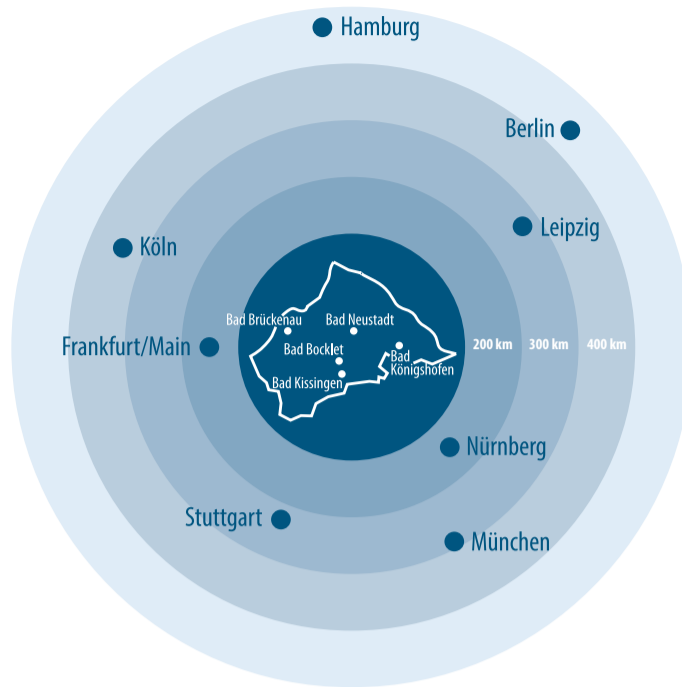 Hamburg
Berlin
Leipzig
Köln
Bad Brückenau
Bad Neustadt
Frankfurt/Main
Bad Bocklet
Bad
Königshofen
200 km
300 km
400 km
Bad Kissingen
Nürnberg
Stuttgart
München